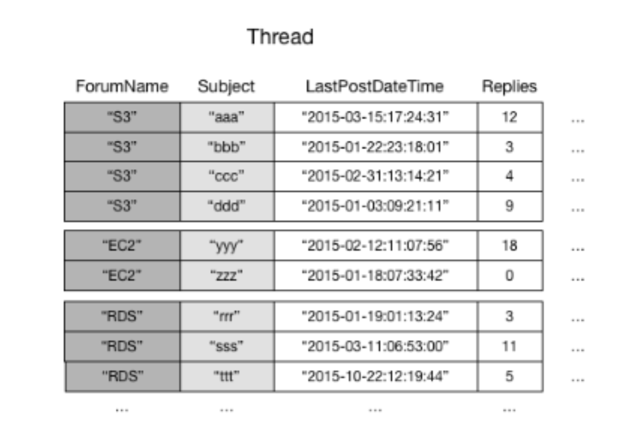 Thread
ForumName Subject LastPostDateTime Replies
“S3” “aaa” “2015-03-15:17:24:31” 12 ...
“S3” “bbb” “2015-01-22:23:18:01” 3 ...
“S3” “ccc” “2015-02-31:13:14:21” 4 ...
“S3” “ddd” “2015-01-03:09:21:11” 9 ...
“EC2” “yyy” “2015-02-12:11:07:56” 18 ...
“EC2” “zzz” “2015-01-18:07:33:42” 0 ...
“RDS” “rrr” “2015-01-19:01:13:24” 3 ...
“RDS” “sss” “2015-03-11:06:53:00” 11 ...
“RDS” “ttt” “2015-10-22:12:19:44” 5 ...
... ... ... ...